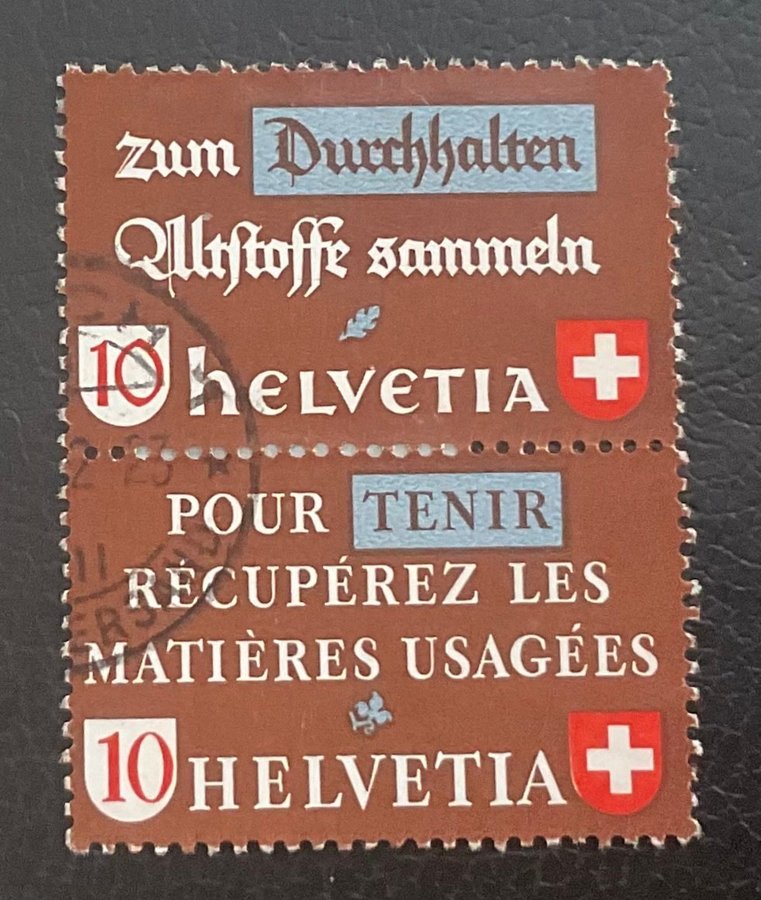 zum Durchhalten
Altstoffe sammeln
10 hELVETIA
POUR TENIR
RÉCUPÉREZ LES
MATIÈRES USAGÉES
10 HELVETIA